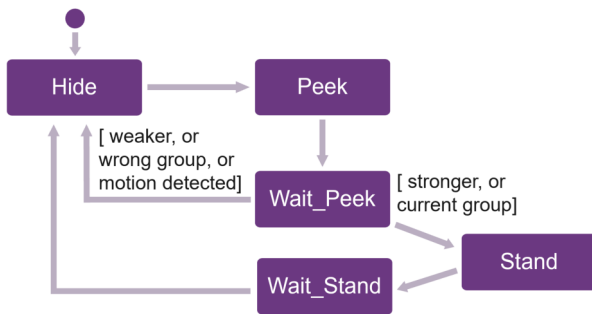 Hide
Peek
[ weaker, or
wrong group, or
motion detected]
Wait_Peek
[ stronger, or
current group]
Stand
Wait_Stand